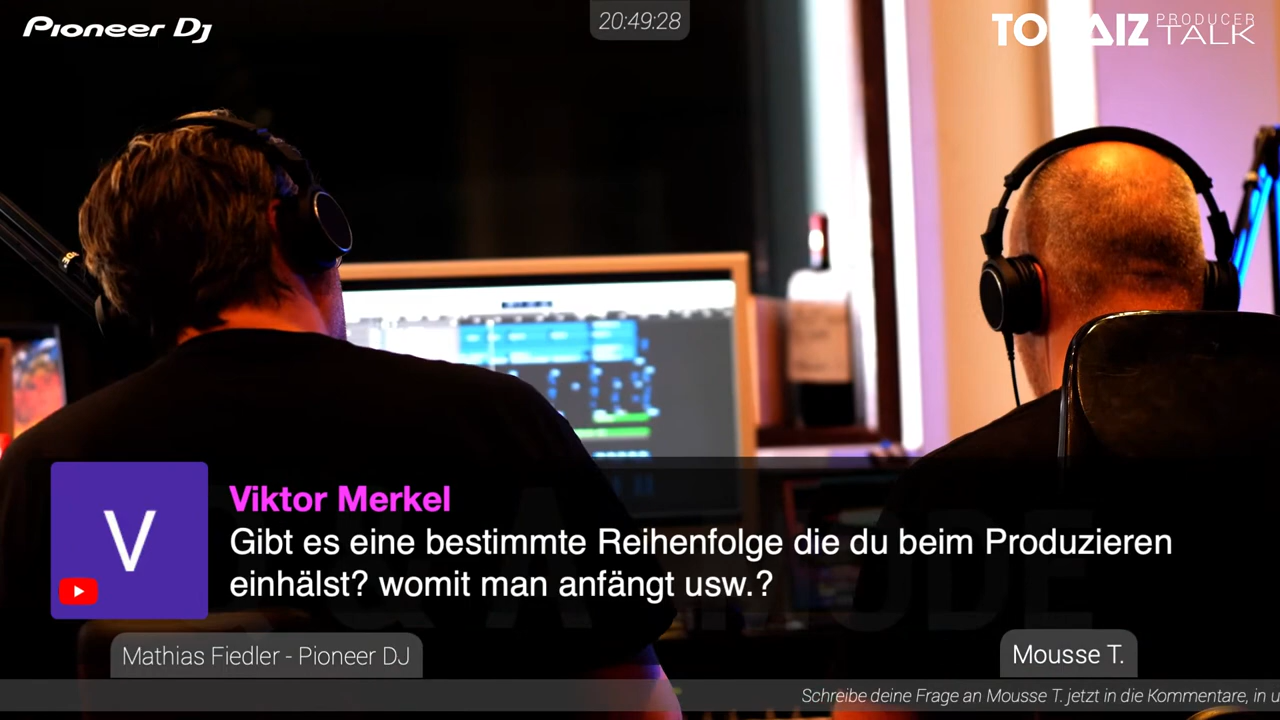 Pioneer Dj
20:49:28
PRODUCER
TALK
Viktor Merkel
Gibt es eine bestimmte Reihenfolge die du beim Produzieren
einhälst? womit man anfängt usw.?
V
Mathias Fiedler - Pioneer DJ
Mousse T.
Schreibe deine Frage an Mousse T. jetzt in die Kommentare, in